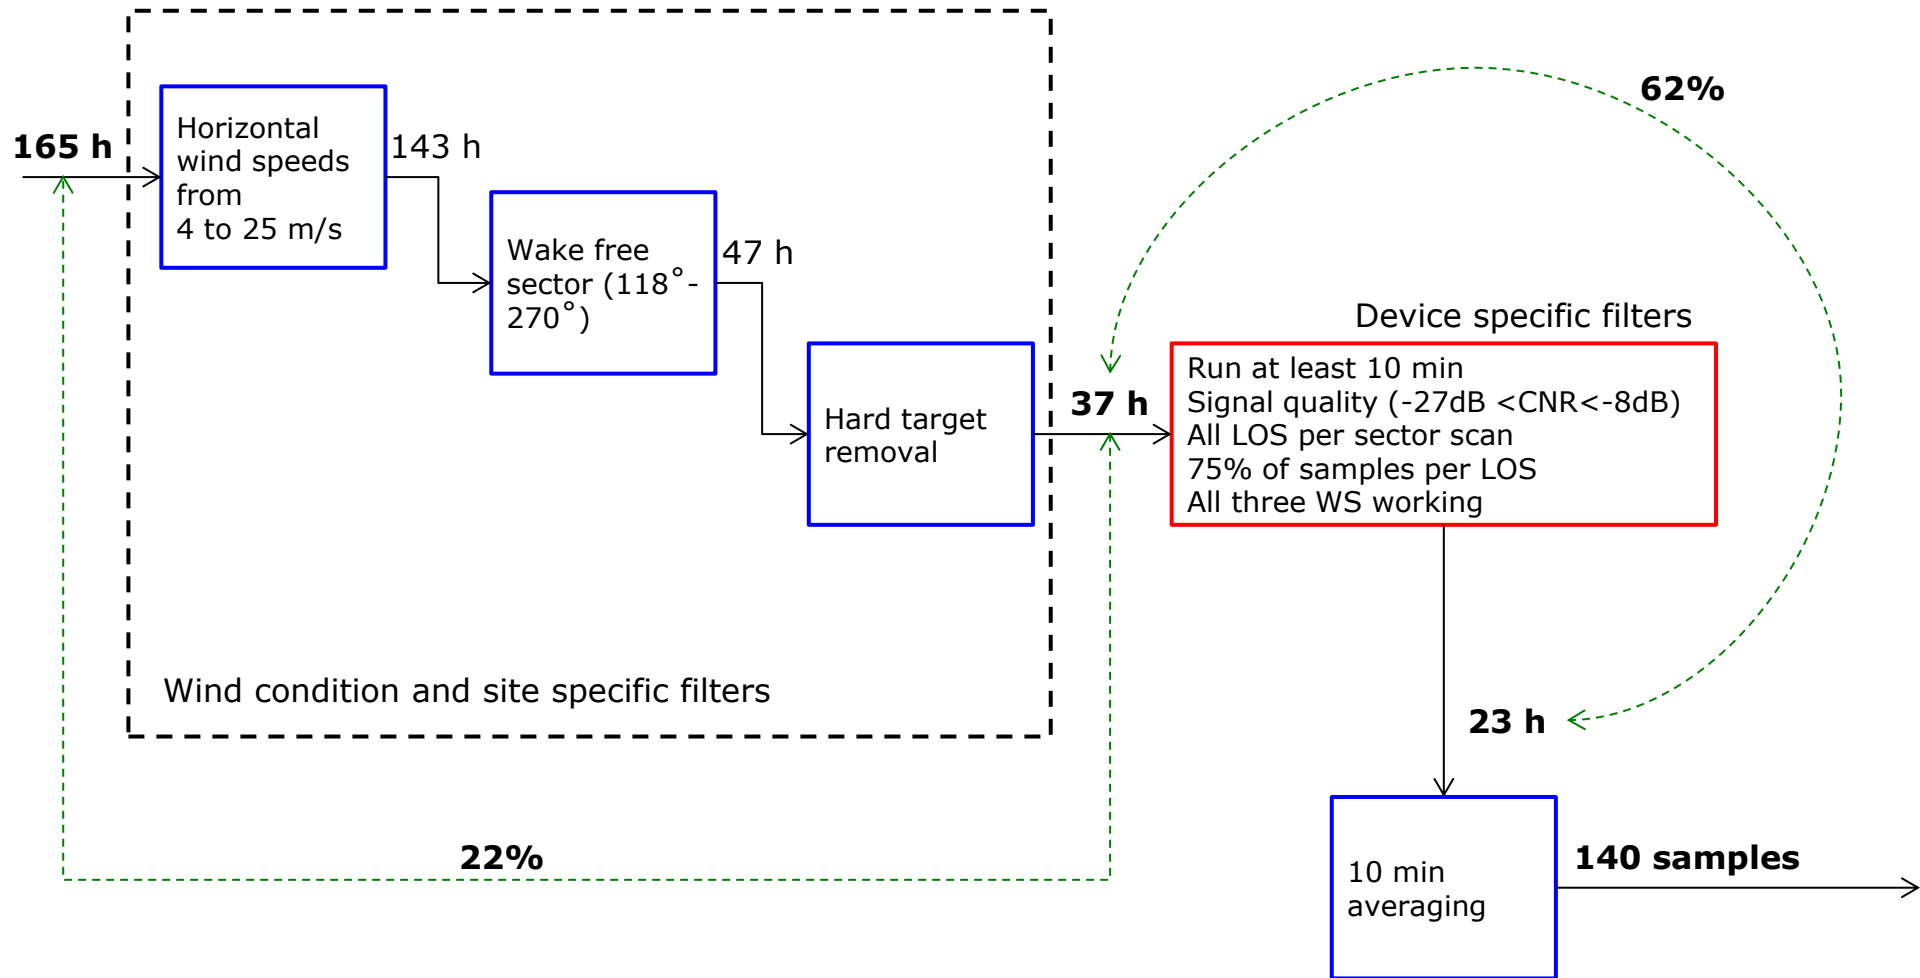 165 h
Horizontal
wind speeds
from
4 to 25 m/s
143 h
Wake free
sector (118°-
270°)
47 h
Hard target
removal
Wind condition and site specific filters
37 h
62%
Device specific filters
Run at least 10 min
Signal quality (-27dB <CNR<-8dB)
All LOS per sector scan
75% of samples per LOS
All three WS working
23 h
22%
10 min
averaging
140 samples